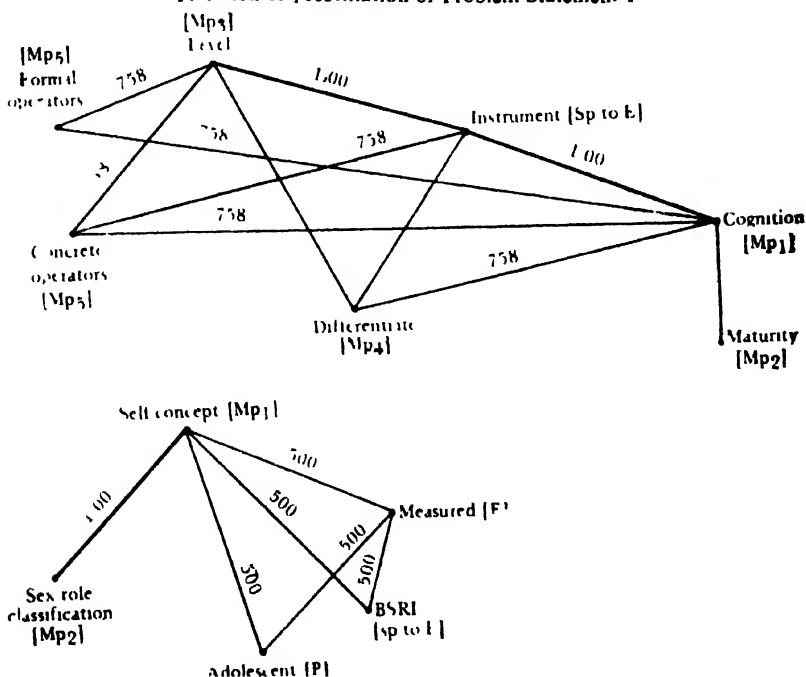 [Mp3]
Level
[Mp5]
Formal
operators
758
1.00
758
758
Instrument [Sp to E]
1.00
758
Cognition
[Mp1]
758
Concrete
operators
[Mp5]
Differentiate
[Mp4]
Maturity
[Mp2]
Self concept [Mp1]
1.00
500
500
500
500
500
Measured [E]
Sex role
classification
[Mp2]
BSRI
[sp to E]
Adolescent [P]